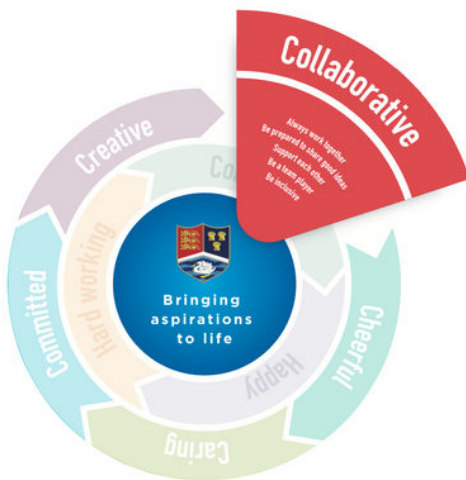 Collaborative
Always work together
Be prepared to share good ideas
Support each other
Be a team player
Be inclusive
Creative
Hard working
Committed
Bringing
aspirations
to life
Happy
Cheerful
Caring